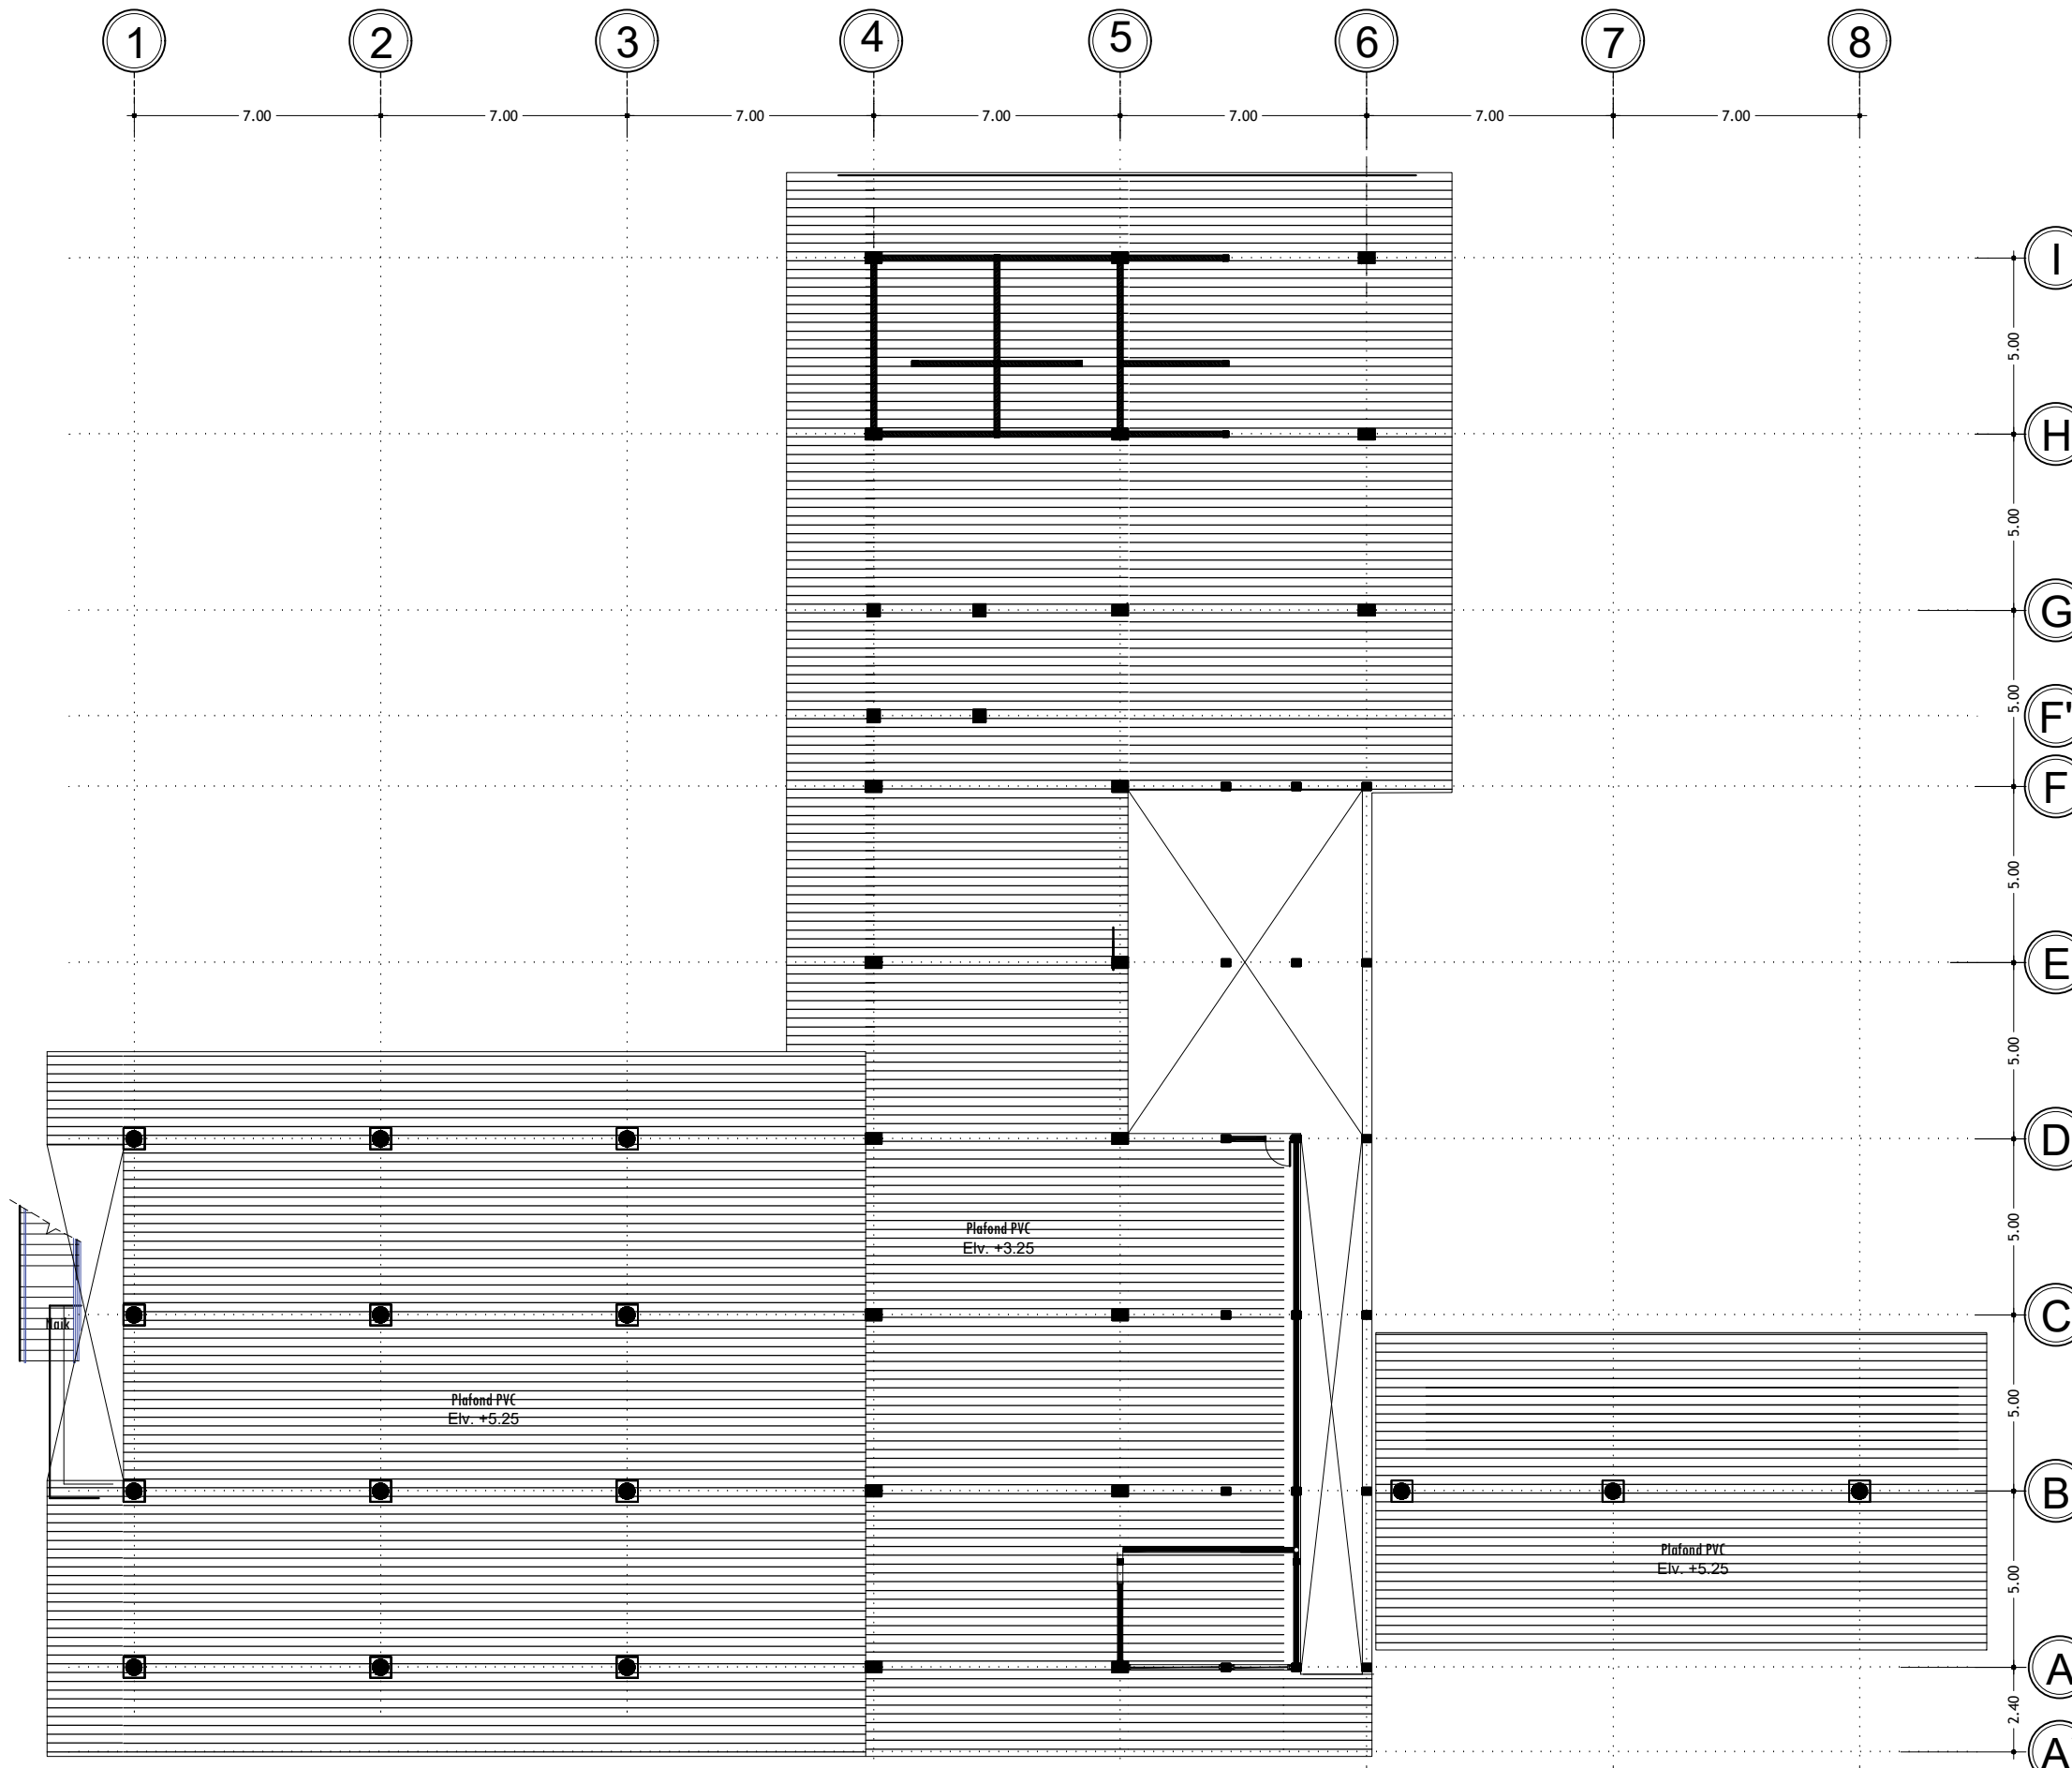 1 2 3 4 5 6 7 8
7.00 7.00 7.00 7.00 7.00 7.00 7.00
I
5.00
H
5.00
G
5.00
F'
F
5.00
E
5.00
D
5.00
Plafond PVC
Elv. +3.25
C
Naik
5.00
Plafond PVC
Elv. +5.25
B
Plafond PVC
Elv. +5.25
5.00
A
2.40
A